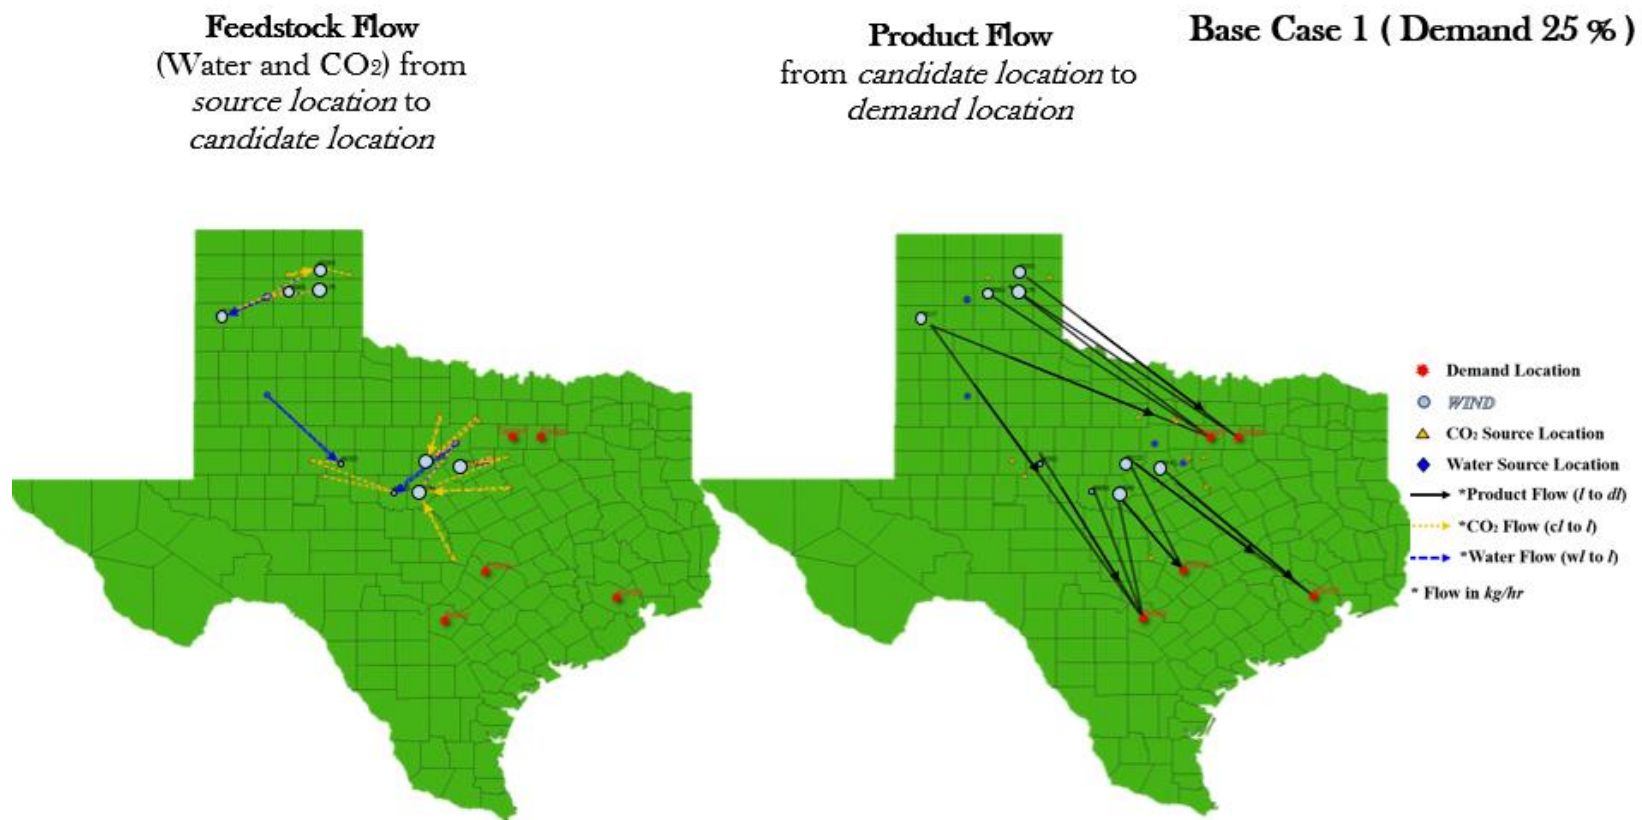 Feedstock Flow
(Water and CO2) from
source location to
candidate location
Product Flow
from candidate location to
demand location
Base Case 1 ( Demand 25 % )
Demand Location
WIND
CO2 Source Location
Water Source Location
*Product Flow (l to dl)
*CO2 Flow (cl to l)
*Water Flow (wl to l)
* Flow in kg/hr